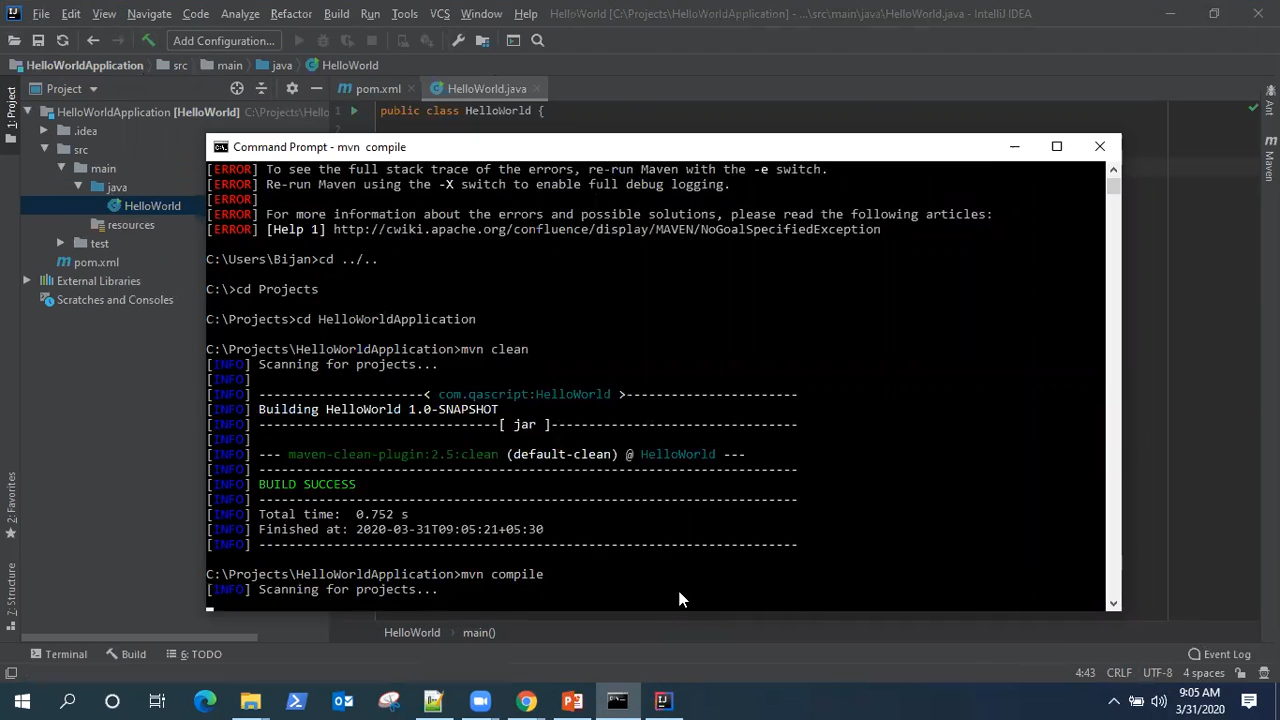 File Edit View Navigate Code Analyze Refactor Build Run Tools VCS Window Help HelloWorld [C:\Projects\HelloWorldApplication] - ...\src\main\java\HelloWorld.java - IntelliJ IDEA
Add Configuration...
HelloWorldApplication src main java HelloWorld
1: Project
Project
pom.xml
HelloWorld.java
HelloWorldApplication [HelloWorld] C:\Projects\Hello
.idea
src
main
java
HelloWorld
resources
test
pom.xml
External Libraries
Scratches and Consoles
1 public class HelloWorld {
2
Ant
Maven
Command Prompt - mvn compile
[ERROR] To see the full stack trace of the errors, re-run Maven with the -e switch.
[ERROR] Re-run Maven using the -X switch to enable full debug logging.
[ERROR]
[ERROR] For more information about the errors and possible solutions, please read the following articles:
[ERROR] [Help 1] http://cwiki.apache.org/confluence/display/MAVEN/NoGoalSpecifiedException
C:\Users\Bijan>cd ../..
C:\>cd Projects
C:\Projects>cd HelloWorldApplication
C:\Projects\HelloWorldApplication>mvn clean
[INFO] Scanning for projects...
[INFO]
[INFO] ----------------------< com.qascript:HelloWorld >-----------------------
[INFO] Building HelloWorld 1.0-SNAPSHOT
[INFO] --------------------------------[ jar ]---------------------------------
[INFO]
[INFO] --- maven-clean-plugin:2.5:clean (default-clean) @ HelloWorld ---
[INFO] ------------------------------------------------------------------------
[INFO] BUILD SUCCESS
[INFO] ------------------------------------------------------------------------
[INFO] Total time:  0.752 s
[INFO] Finished at: 2020-03-31T09:05:21+05:30
[INFO] ------------------------------------------------------------------------
C:\Projects\HelloWorldApplication>mvn compile
[INFO] Scanning for projects...
2: Favorites
7: Structure
HelloWorld main()
Terminal Build 6: TODO Event Log
4:43 CRLF UTF-8 4 spaces
9:05 AM
3/31/2020